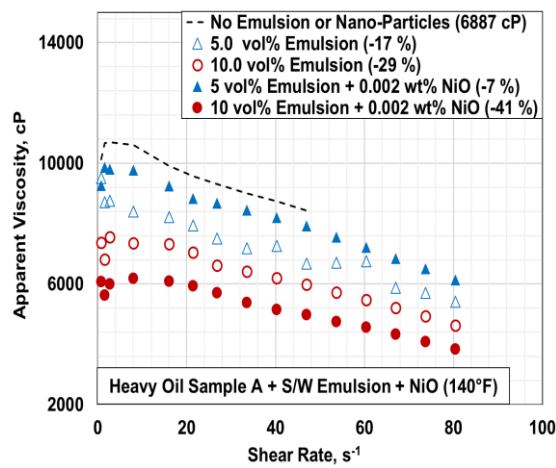 14000
10000
6000
2000
Apparent Viscosity, cP
No Emulsion or Nano-Particles (6887 cP)
5.0 vol% Emulsion (-17 %)
10.0 vol% Emulsion (-29 %)
5 vol% Emulsion + 0.002 wt% NiO (-7 %)
10 vol% Emulsion + 0.002 wt% NiO (-41 %)
Heavy Oil Sample A + S/W Emulsion + NiO (140°F)
0 20 40 60 80 100
Shear Rate, s⁻¹